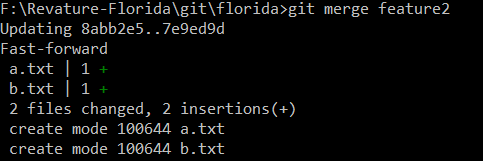 F:\Revature-Florida\git\florida>git merge feature2
Updating 8abb2e5..7e9ed9d
Fast-forward
 a.txt | 1 +
 b.txt | 1 +
 2 files changed, 2 insertions(+)
 create mode 100644 a.txt
 create mode 100644 b.txt